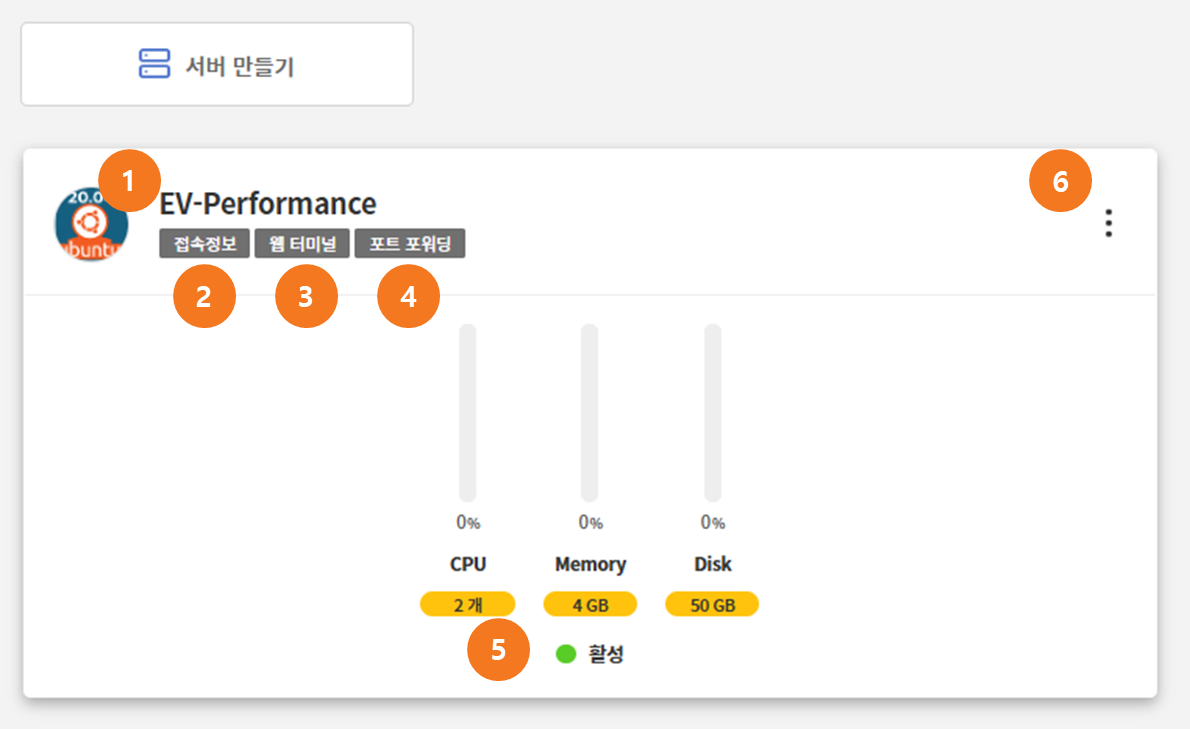 서버 만들기
1
6
20.0
EV-Performance
ubuntu
접속정보 웹 터미널 포트 포워딩
2 3 4
0% 0% 0%
CPU Memory Disk
2 개 4 GB 50 GB
5 활성